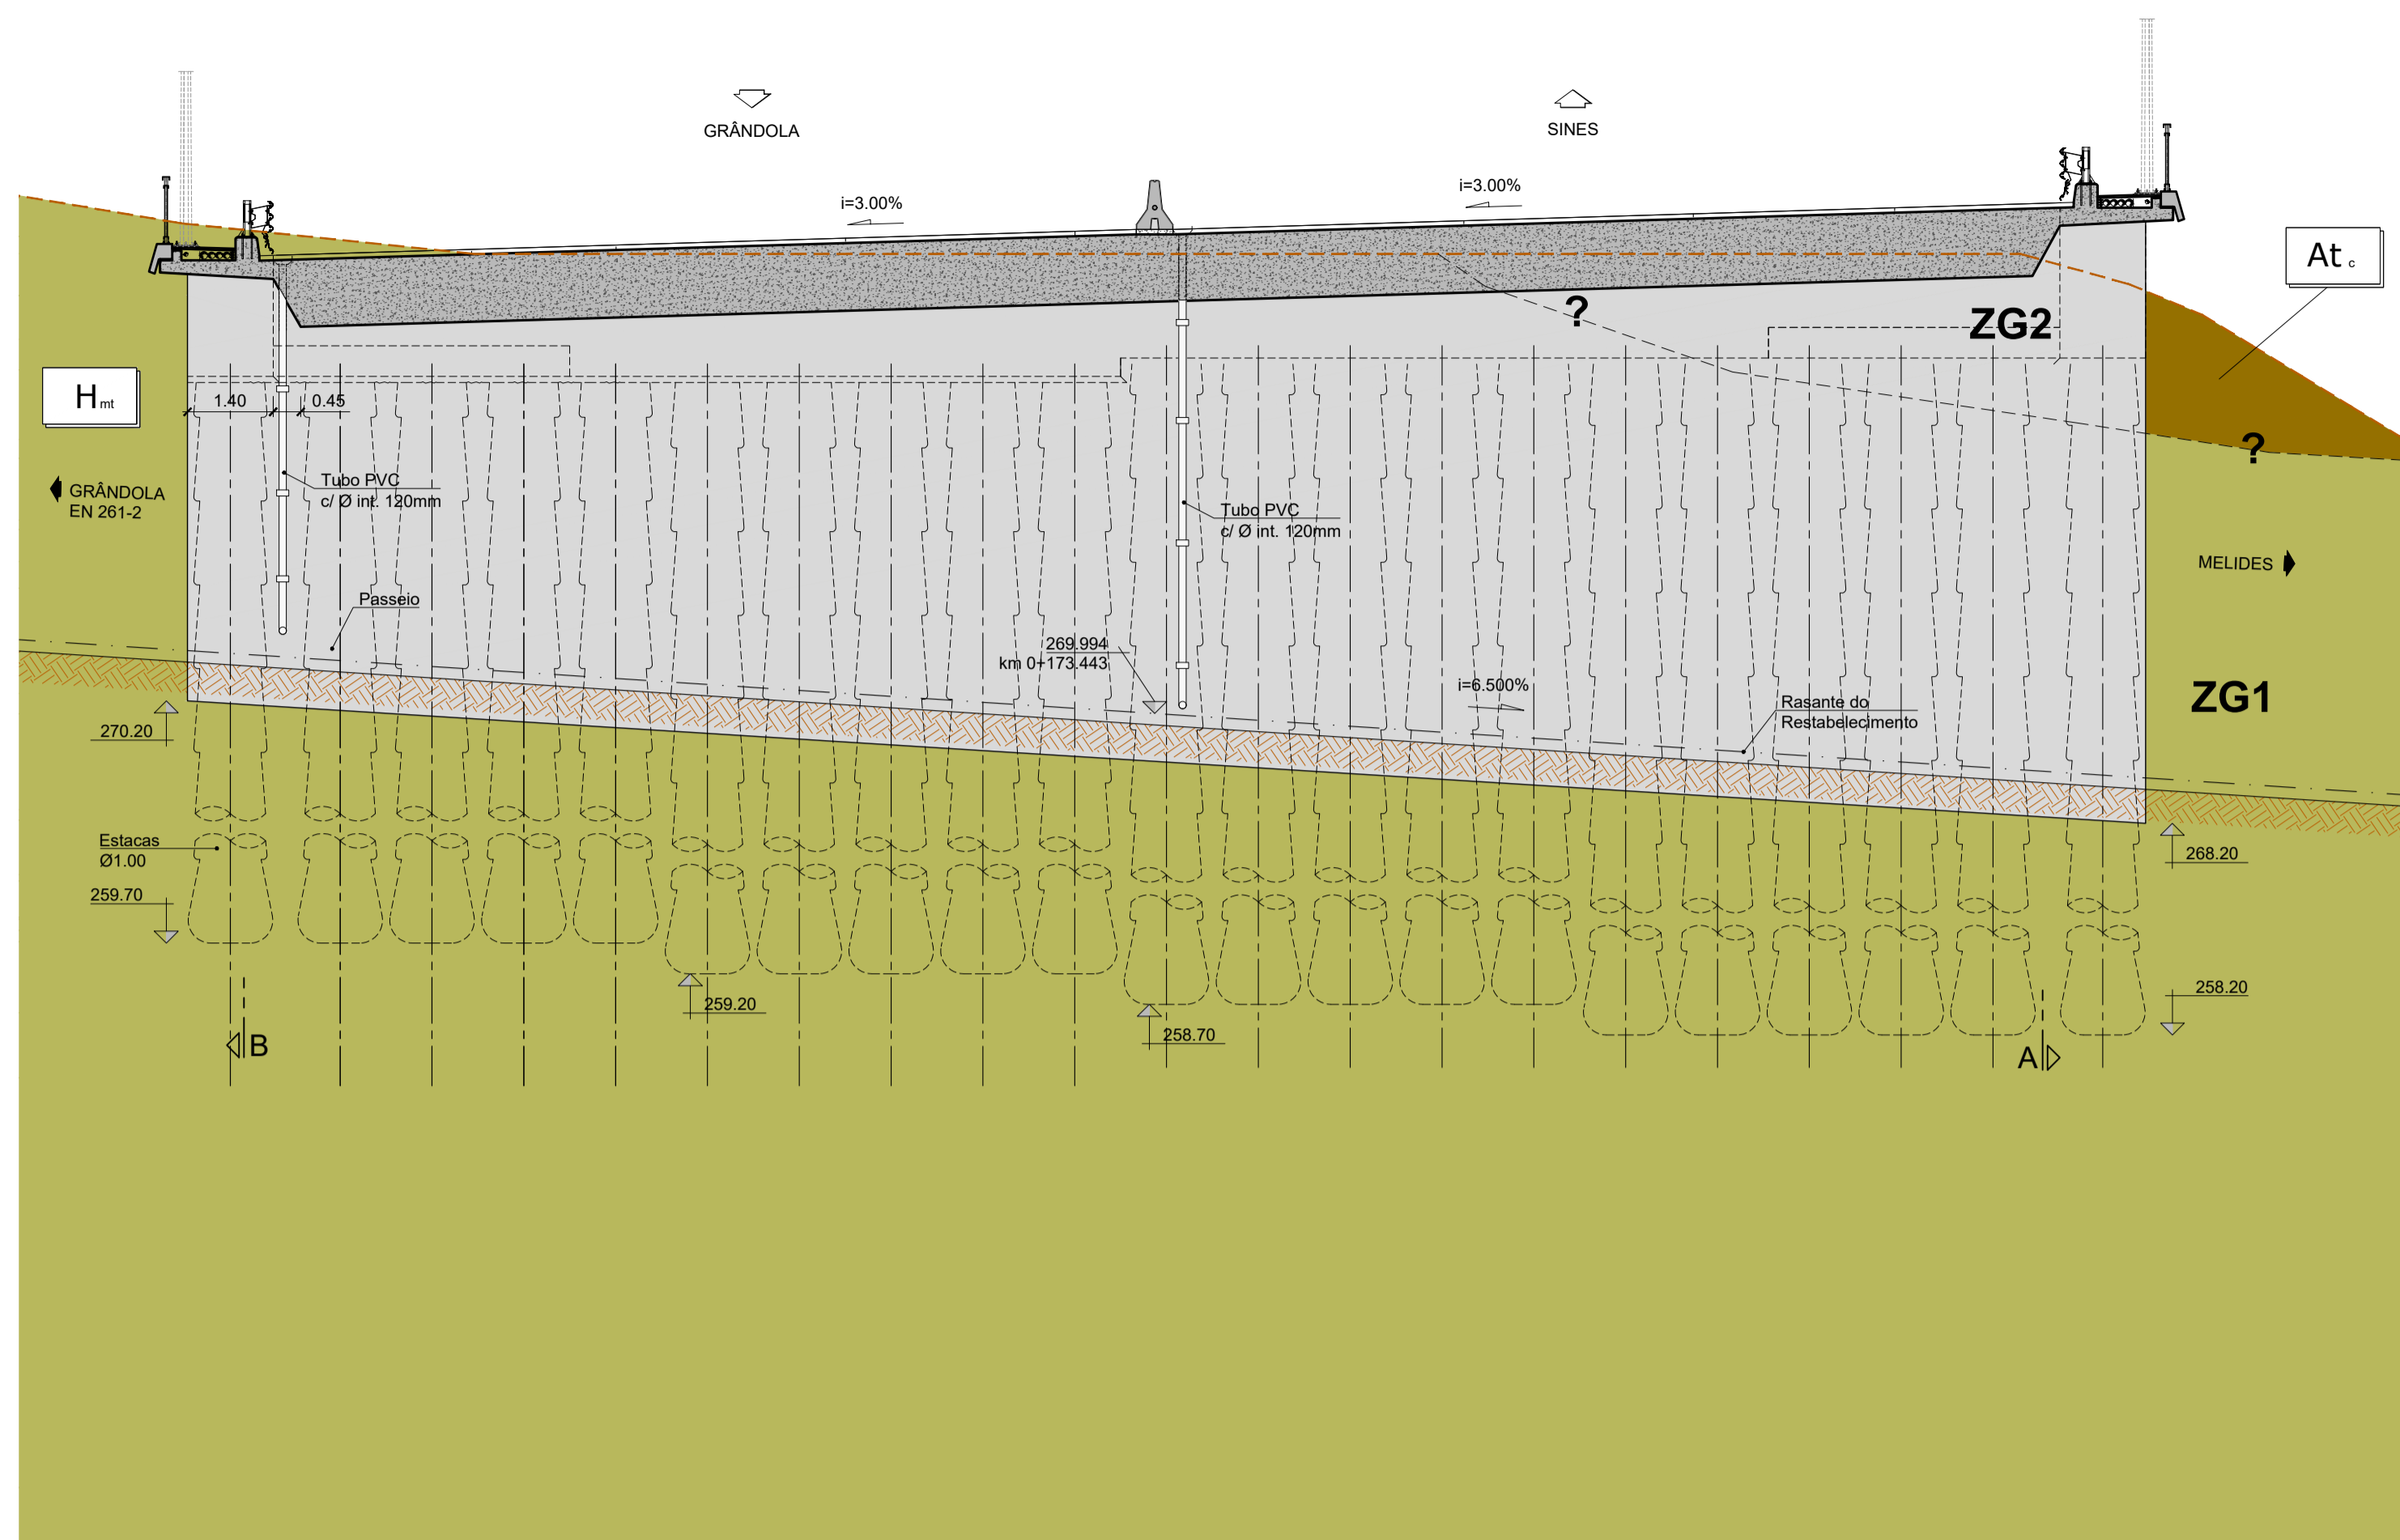 GRÂNDOLA
SINES
i=3.00%
i=3.00%
At c
?
ZG2
H mt
1.40
0.45
?
Tubo PVC
c/ Ø int. 120mm
GRÂNDOLA
EN 261-2
Tubo PVC
c/ Ø int. 120mm
MELIDES
Passeio
269.994
km 0+173.443
i=6.500%
ZG1
Rasante do
Restabelecimento
270.20
Estacas
Ø1.00
268.20
259.70
259.20
258.70
258.20
B
A